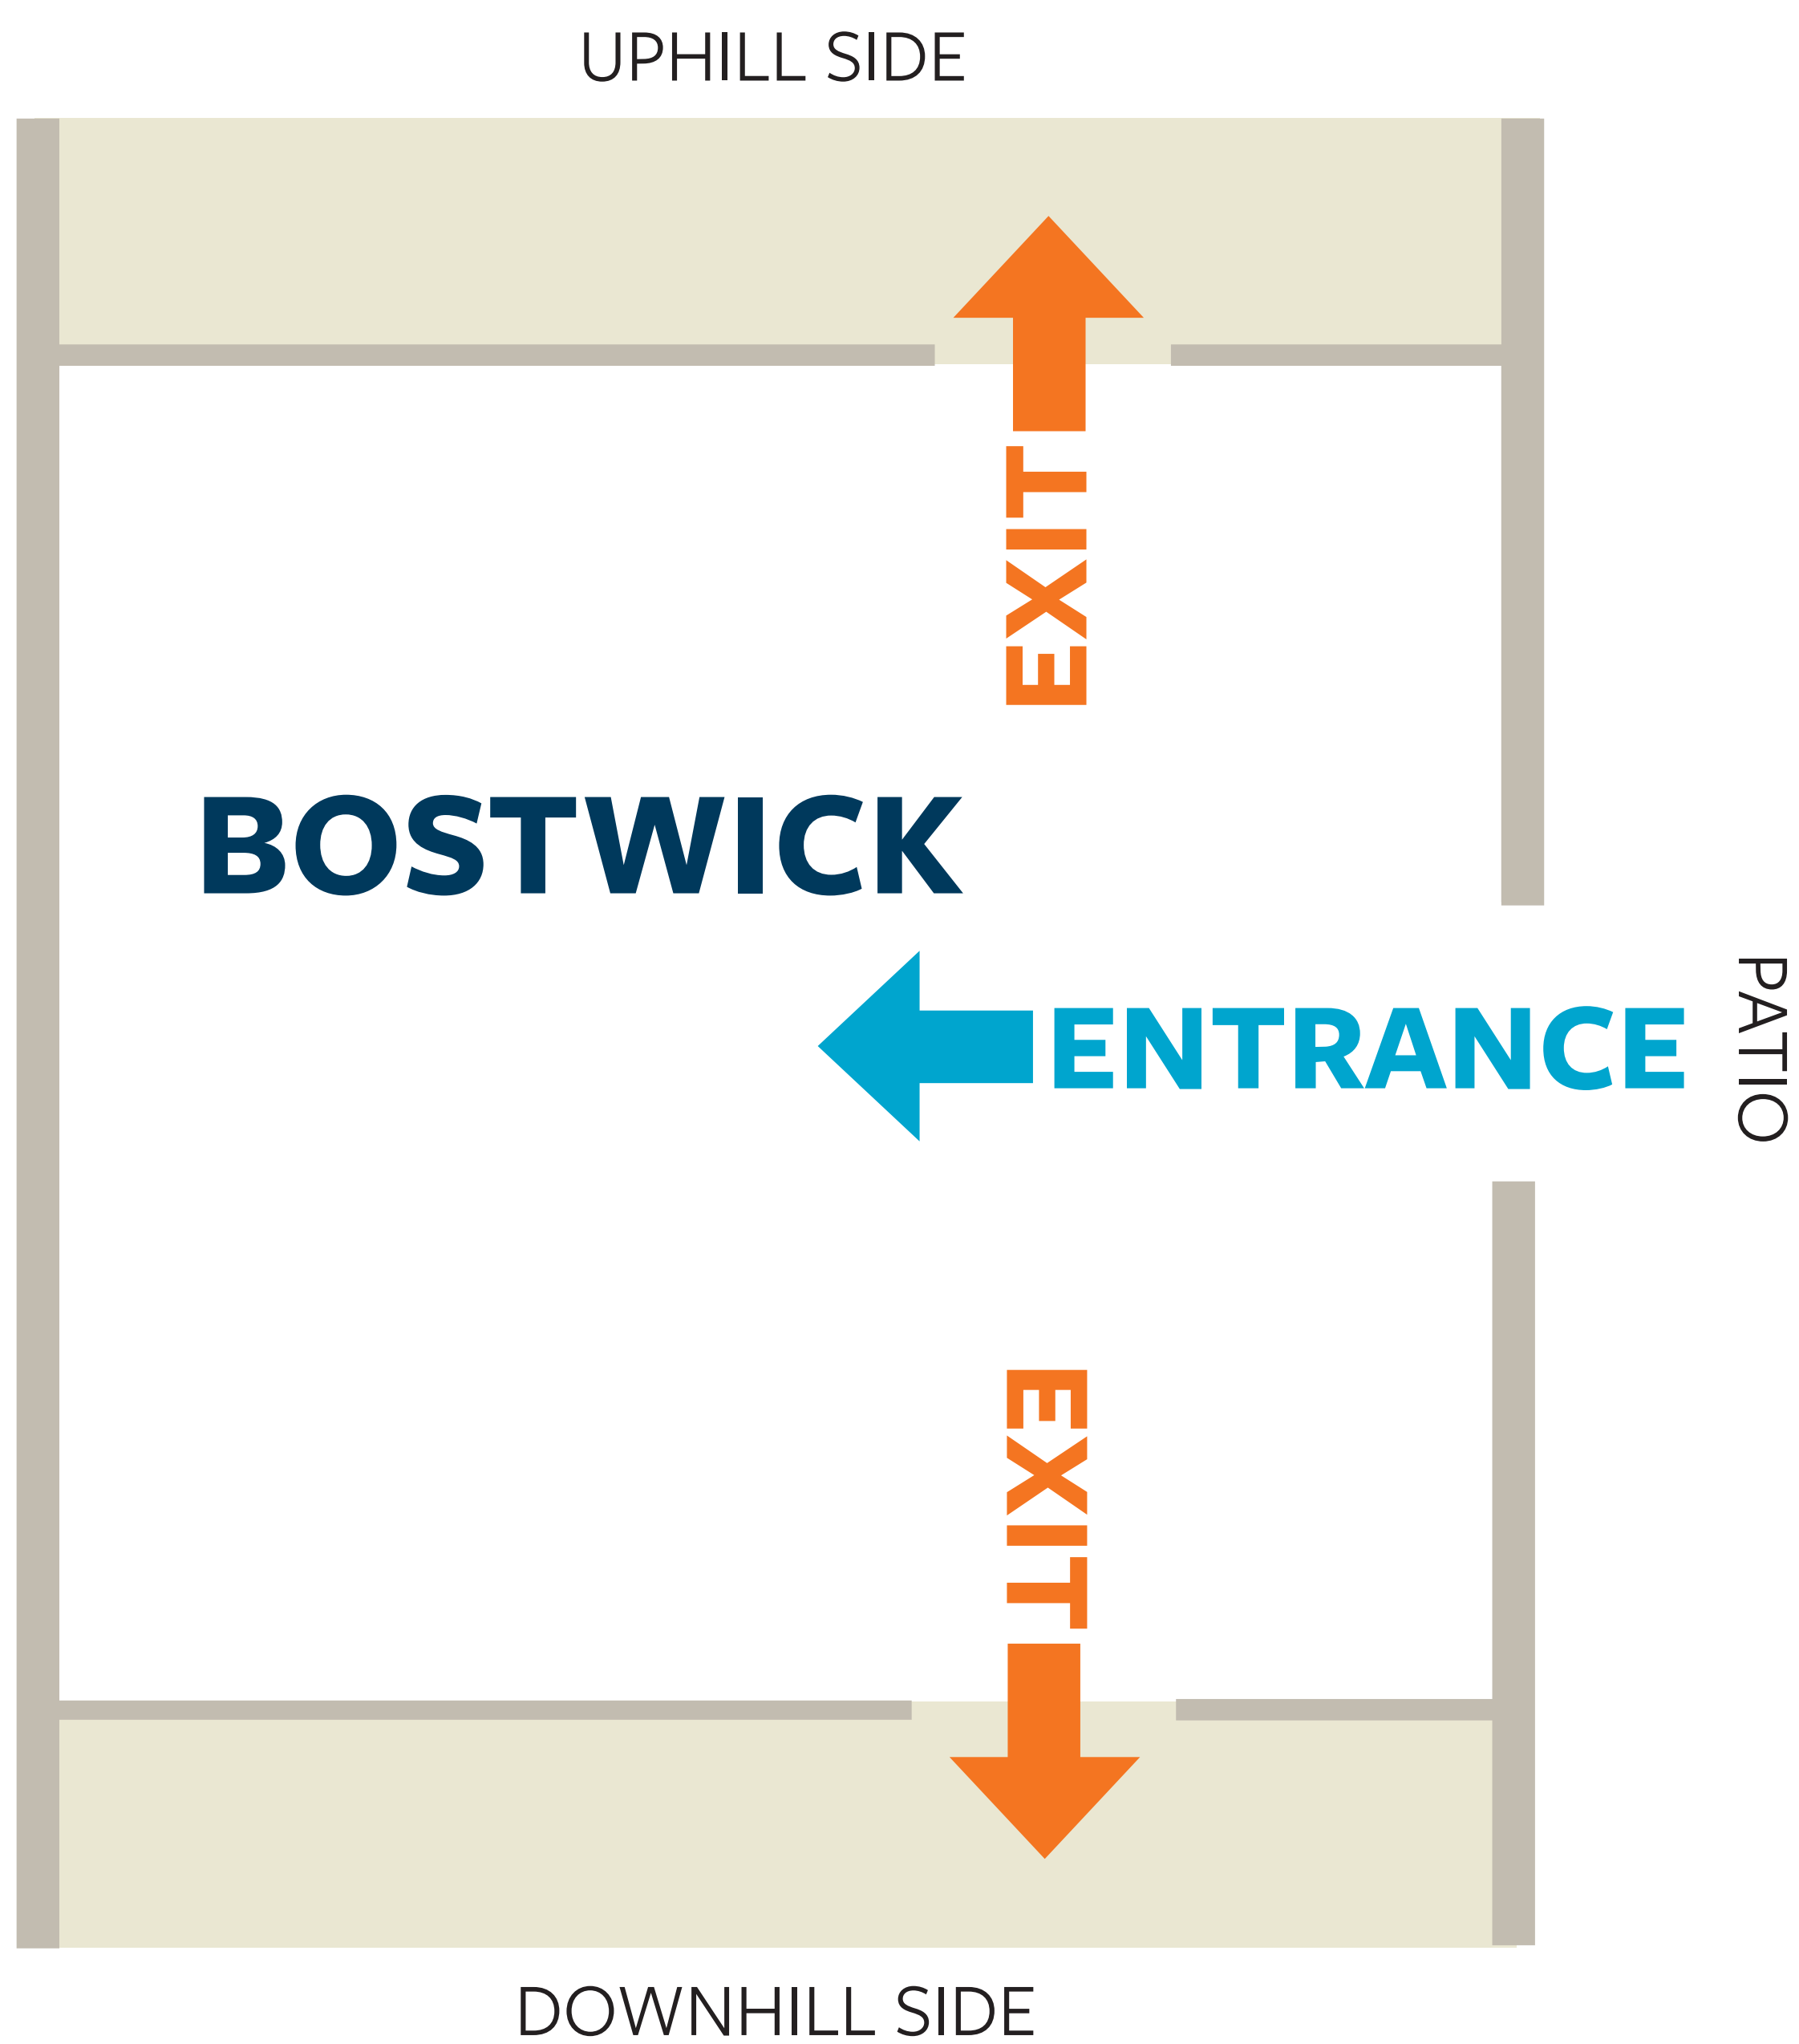 UPHILL SIDE
EXIT
BOSTWICK
ENTRANCE
PATIO
EXIT
DOWNHILL SIDE